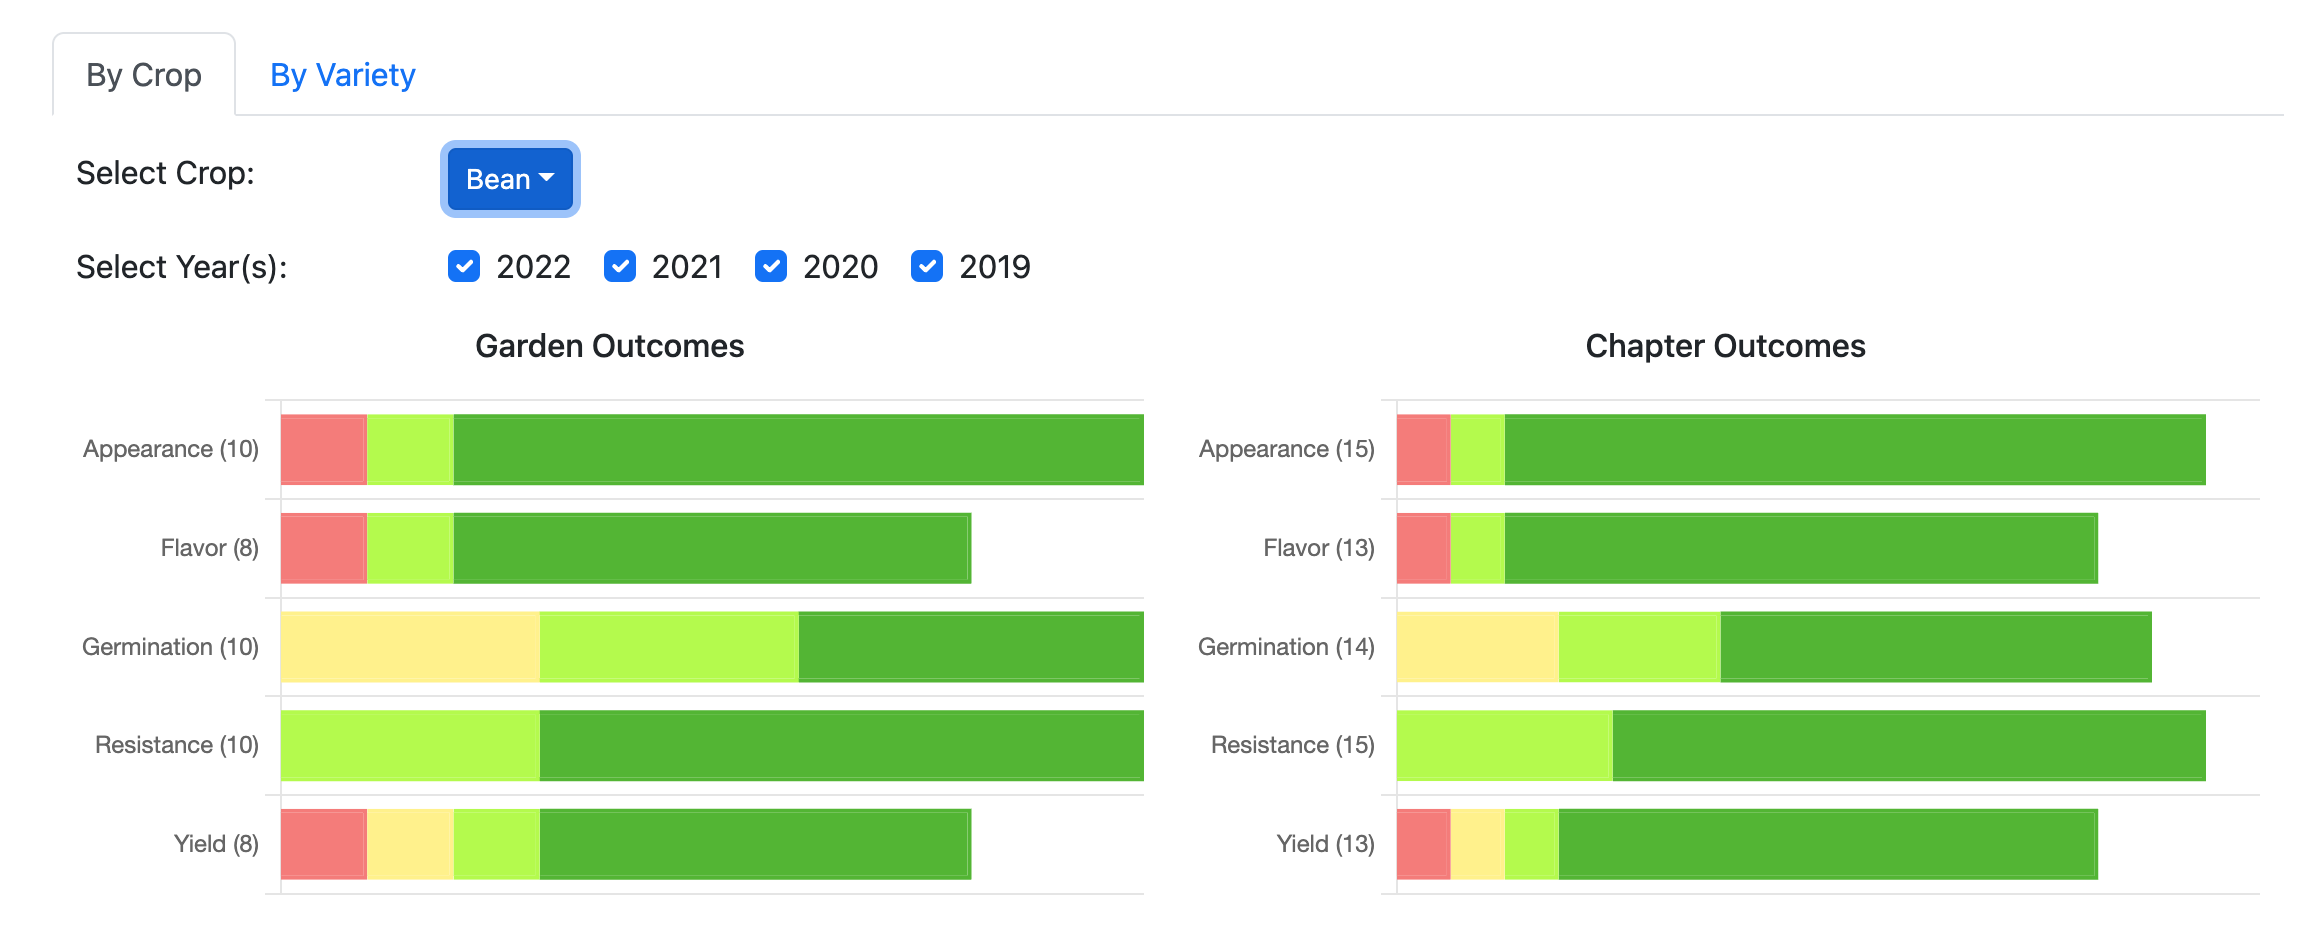 By Crop By Variety
Select Crop: Bean
Select Year(s): 2022 2021 2020 2019
Garden Outcomes
Appearance (10)
Flavor (8)
Germination (10)
Resistance (10)
Yield (8)
Chapter Outcomes
Appearance (15)
Flavor (13)
Germination (14)
Resistance (15)
Yield (13)